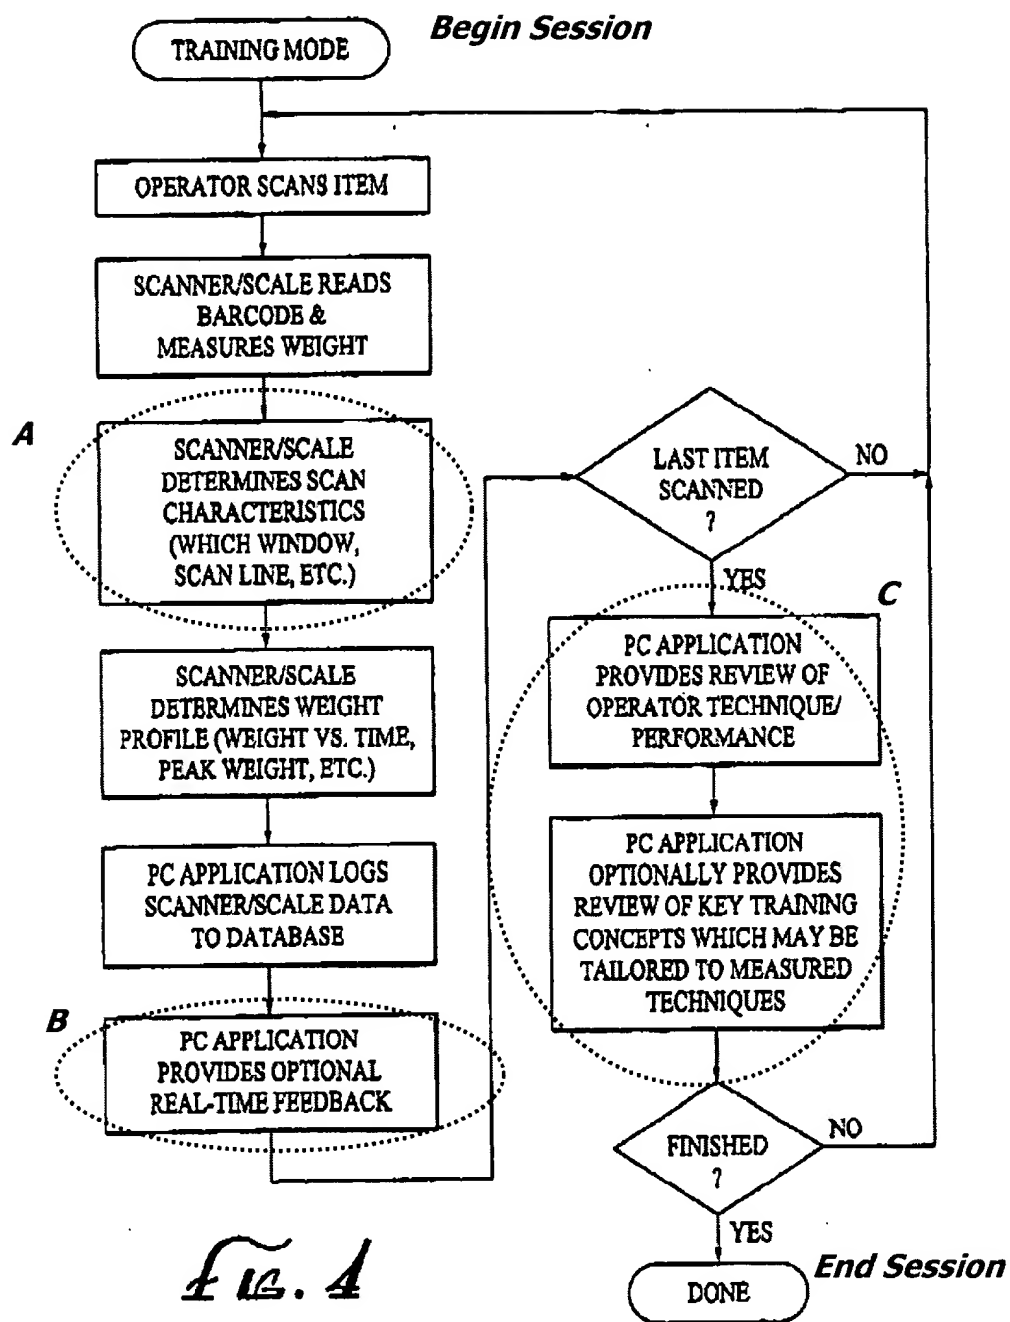 Begin Session
TRAINING MODE
OPERATOR SCANS ITEM
SCANNER/SCALE READS
BARCODE &
MEASURES WEIGHT
A
SCANNER/SCALE
DETERMINES SCAN
CHARACTERISTICS
(WHICH WINDOW,
SCAN LINE, ETC.)
SCANNER/SCALE
DETERMINES WEIGHT
PROFILE (WEIGHT VS. TIME,
PEAK WEIGHT, ETC.)
PC APPLICATION LOGS
SCANNER/SCALE DATA
TO DATABASE
B
PC APPLICATION
PROVIDES OPTIONAL
REAL-TIME FEEDBACK
LAST ITEM
SCANNED
?
NO
YES
C
PC APPLICATION
PROVIDES REVIEW OF
OPERATOR TECHNIQUE/
PERFORMANCE
PC APPLICATION
OPTIONALLY PROVIDES
REVIEW OF KEY TRAINING
CONCEPTS WHICH MAY BE
TAILORED TO MEASURED
TECHNIQUES
FINISHED
?
NO
YES
DONE
End Session
FIG. 4